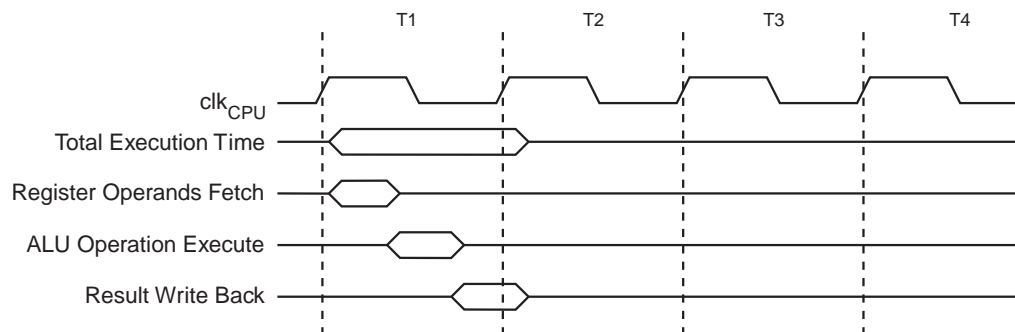 T1 T2 T3 T4
clkCPU
Total Execution Time
Register Operands Fetch
ALU Operation Execute
Result Write Back